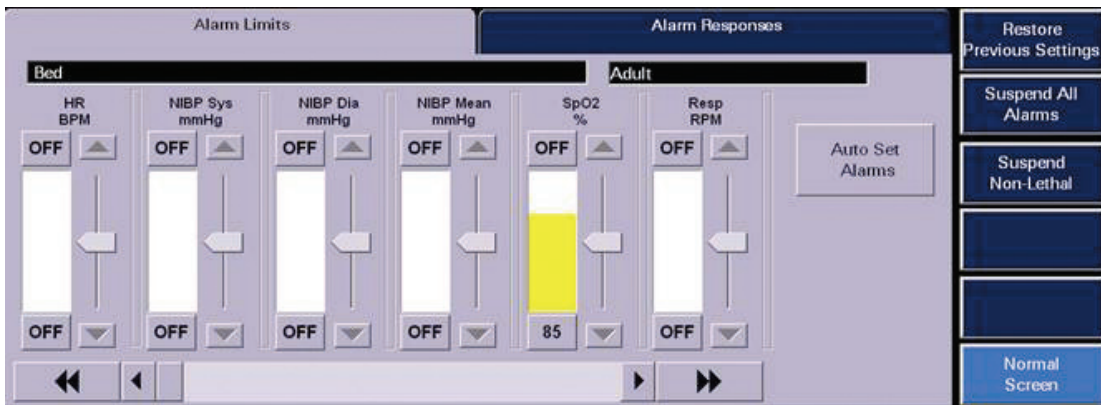 Alarm Limits
Alarm Responses
Restore
Previous Settings
Bed
Adult
HR
BPM
NIBP Sys
mmHg
NIBP Dia
mmHg
NIBP Mean
mmHg
SpO2
%
Resp
RPM
Suspend All
Alarms
OFF OFF OFF OFF OFF OFF
Auto Set
Alarms
Suspend
Non-Lethal
OFF OFF OFF OFF 85 OFF
Normal
Screen